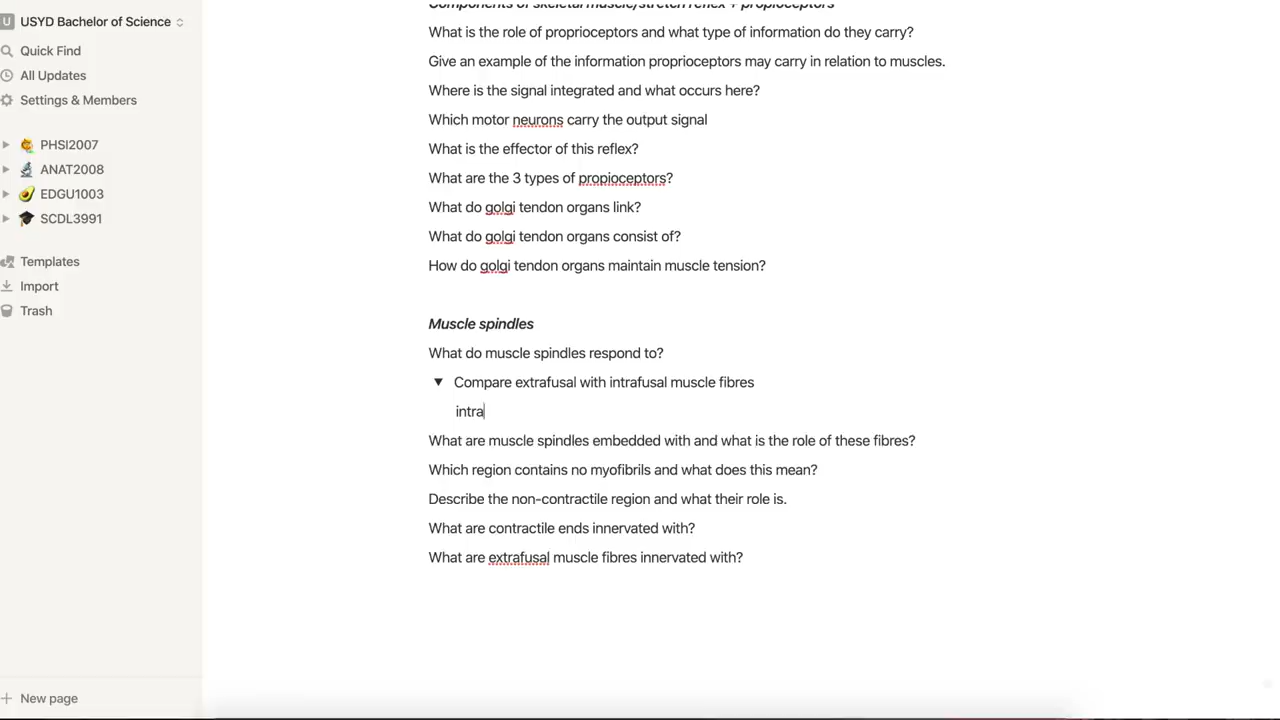 U USYD Bachelor of Science
Quick Find
All Updates
Settings & Members
PHSI2007
ANAT2008
EDGU1003
SCDL3991
Templates
Import
Trash
New page
Components of skeletal muscle/stretch reflex + proprioceptors
What is the role of proprioceptors and what type of information do they carry?
Give an example of the information proprioceptors may carry in relation to muscles.
Where is the signal integrated and what occurs here?
Which motor neurons carry the output signal
What is the effector of this reflex?
What are the 3 types of propioceptors?
What do golgi tendon organs link?
What do golgi tendon organs consist of?
How do golgi tendon organs maintain muscle tension?
Muscle spindles
What do muscle spindles respond to?
Compare extrafusal with intrafusal muscle fibres
intra
What are muscle spindles embedded with and what is the role of these fibres?
Which region contains no myofibrils and what does this mean?
Describe the non-contractile region and what their role is.
What are contractile ends innervated with?
What are extrafusal muscle fibres innervated with?